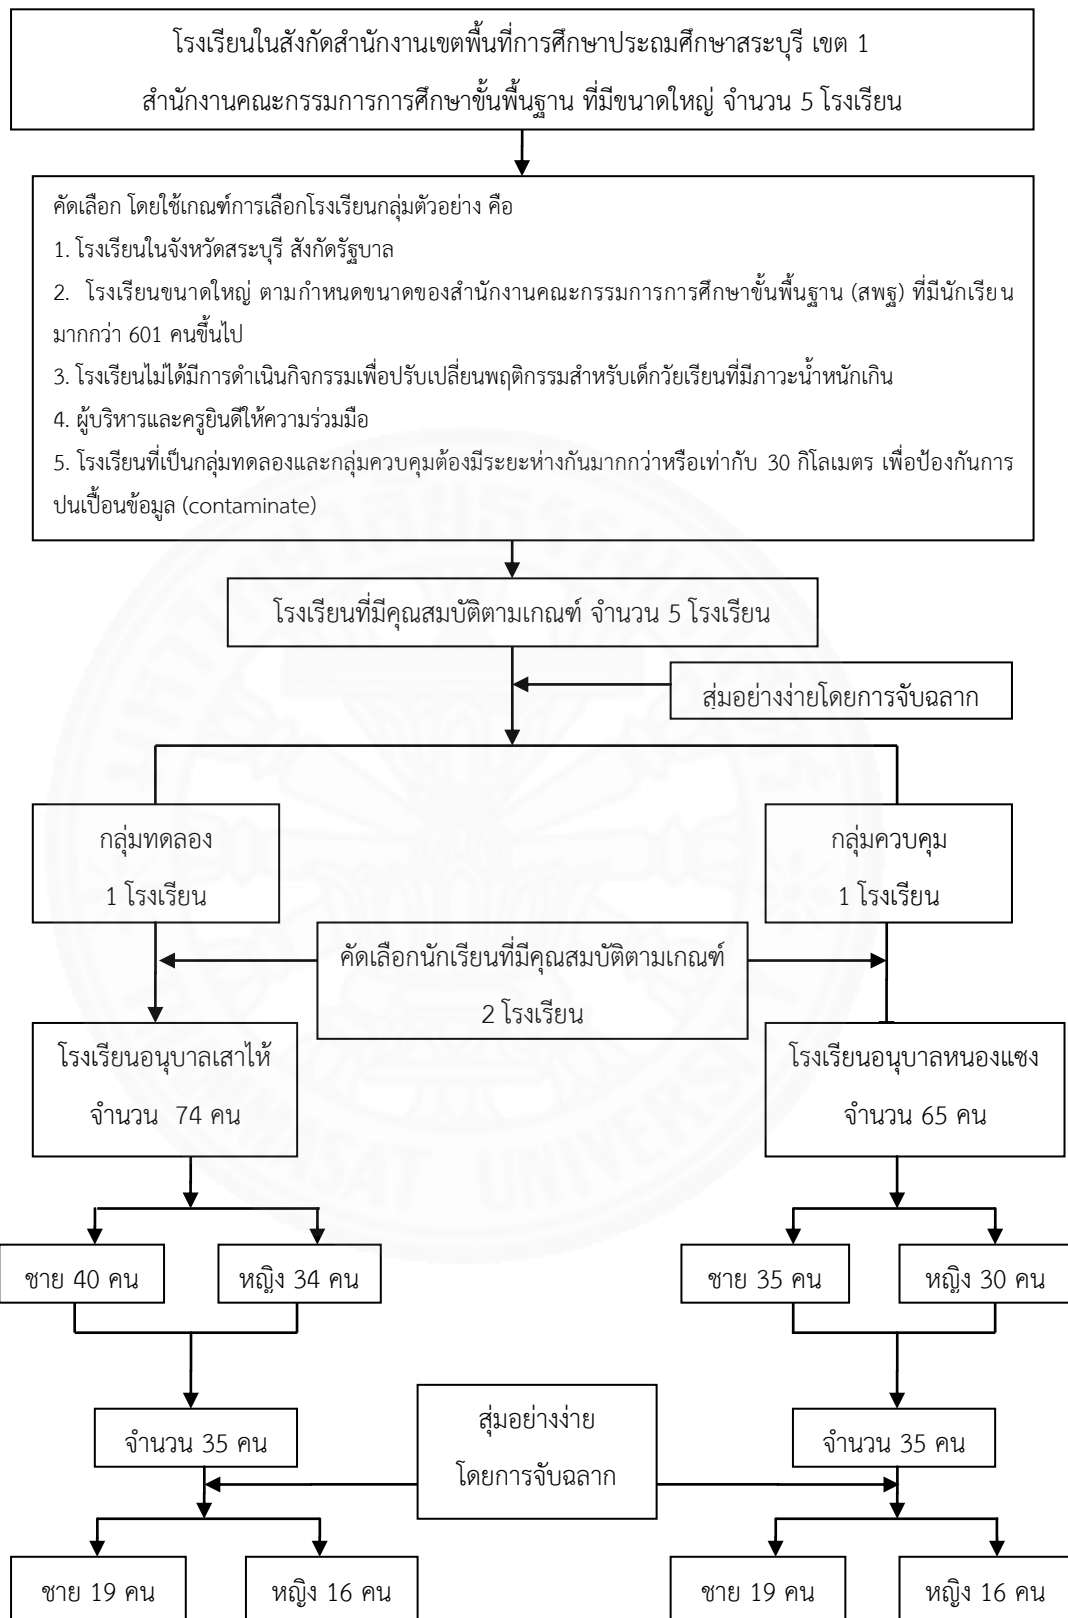 โรงเรียนในสังกัดสำนักงานเขตพื้นที่การศึกษาประถมศึกษาสระบุรี เขต 1
สำนักงานคณะกรรมการการศึกษาขั้นพื้นฐาน ที่มีขนาดใหญ่ จำนวน 5 โรงเรียน
คัดเลือก โดยใช้เกณฑ์การเลือกโรงเรียนกลุ่มตัวอย่าง คือ
1. โรงเรียนในจังหวัดสระบุรี สังกัดรัฐบาล
2. โรงเรียนขนาดใหญ่ ตามกำหนดขนาดของสำนักงานคณะกรรมการการศึกษาขั้นพื้นฐาน (สพฐ) ที่มีนักเรียน
มากกว่า 601 คนขึ้นไป
3. โรงเรียนไม่ได้มีการดำเนินกิจกรรมเพื่อปรับเปลี่ยนพฤติกรรมสำหรับเด็กวัยเรียนที่มีภาวะน้ำหนักเกิน
4. ผู้บริหารและครูยินดีให้ความร่วมมือ
5. โรงเรียนที่เป็นกลุ่มทดลองและกลุ่มควบคุมต้องมีระยะห่างกันมากกว่าหรือเท่ากับ 30 กิโลเมตร เพื่อป้องกันการ
ปนเปื้อนข้อมูล (contaminate)
โรงเรียนที่มีคุณสมบัติตามเกณฑ์ จำนวน 5 โรงเรียน
สุ่มอย่างง่ายโดยการจับฉลาก
กลุ่มทดลอง
1 โรงเรียน
กลุ่มควบคุม
1 โรงเรียน
คัดเลือกนักเรียนที่มีคุณสมบัติตามเกณฑ์
2 โรงเรียน
โรงเรียนอนุบาลเสาไห้
จำนวน 74 คน
โรงเรียนอนุบาลหนองแซง
จำนวน 65 คน
ชาย 40 คน
หญิง 34 คน
ชาย 35 คน
หญิง 30 คน
จำนวน 35 คน
สุ่มอย่างง่าย
โดยการจับฉลาก
จำนวน 35 คน
ชาย 19 คน
หญิง 16 คน
ชาย 19 คน
หญิง 16 คน